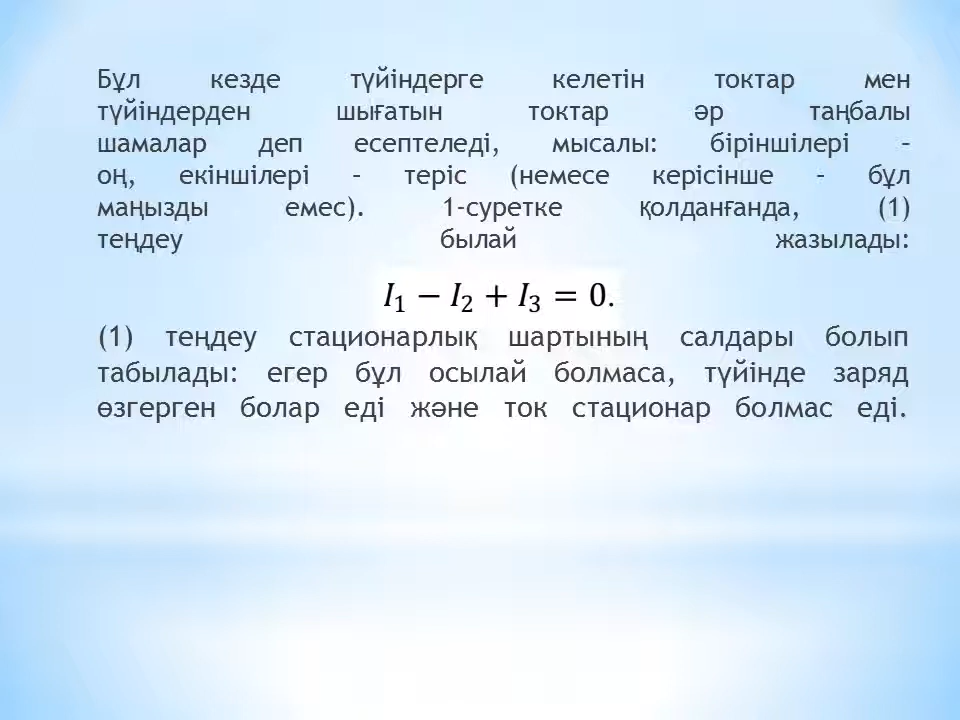 Бұл кезде түйіндерге келетін токтар мен
түйіндерден шығатын токтар әр таңбалы
шамалар деп есептеледі, мысалы: біріншілері –
оң, екіншілері – теріс (немесе керісінше – бұл
маңызды емес). 1-суретке қолданғанда, (1)
теңдеу былай жазылады:
I₁ − I₂ + I₃ = 0.
(1) теңдеу стационарлық шартының салдары болып
табылады: егер бұл осылай болмаса, түйінде заряд
өзгерген болар еді және ток стационар болмас еді.